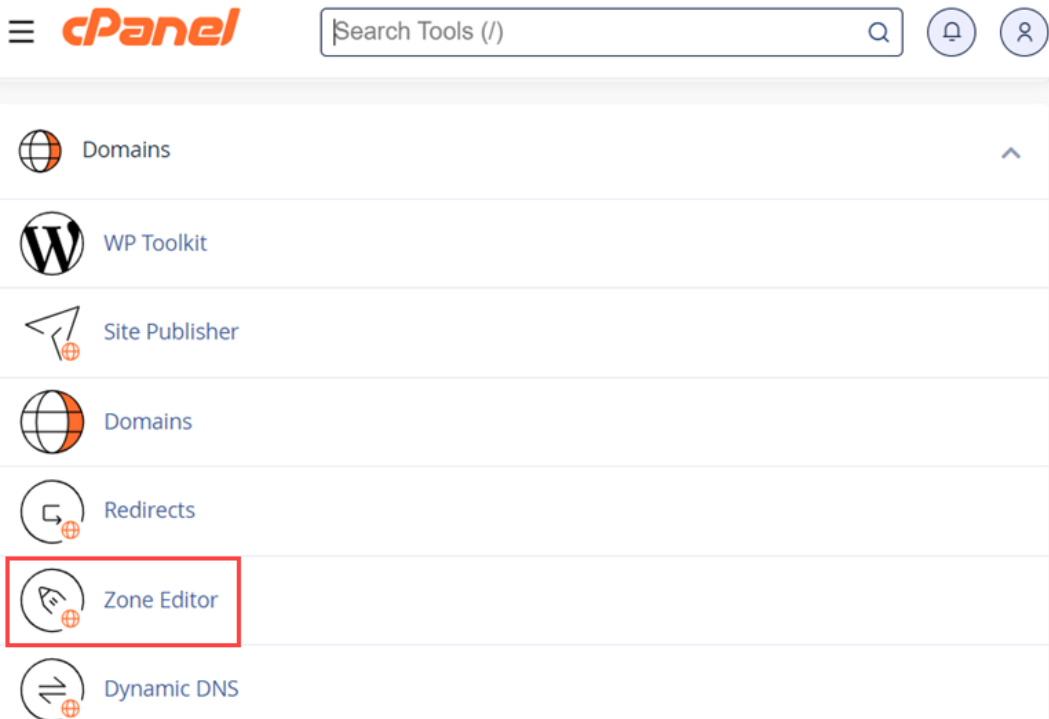 cPanel
Search Tools (/)
Domains
WP Toolkit
Site Publisher
Domains
Redirects
Zone Editor
Dynamic DNS